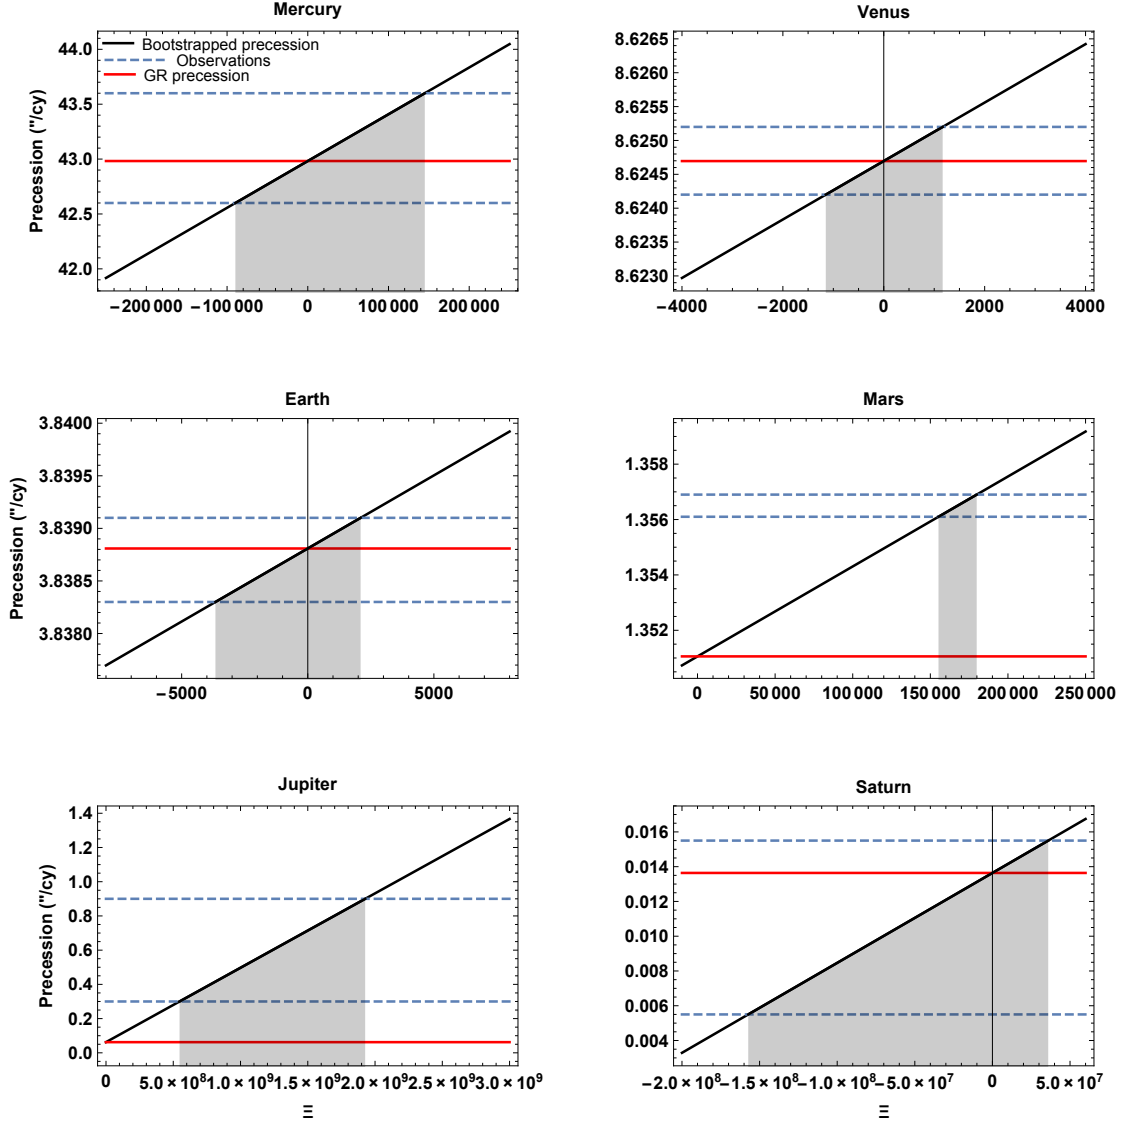 Mercury
Bootstrapped precession
Observations
GR precession
Precession ("/cy)
44.0
43.5
43.0
42.5
42.0
−200 000 −100 000 0 100 000 200 000
Venus
8.6265
8.6260
8.6255
8.6250
8.6245
8.6240
8.6235
8.6230
−4000 −2000 0 2000 4000
Earth
Precession ("/cy)
3.8400
3.8395
3.8390
3.8385
3.8380
−5000 0 5000
Mars
1.358
1.356
1.354
1.352
0 50 000 100 000 150 000 200 000 250 000
Jupiter
Precession ("/cy)
1.4
1.2
1.0
0.8
0.6
0.4
0.2
0.0
0 5.0 × 10⁸ 1.0 × 10⁹ 1.5 × 10⁹ 2.0 × 10⁹ 2.5 × 10⁹ 3.0 × 10⁹
Ξ
Saturn
0.016
0.014
0.012
0.010
0.008
0.006
0.004
−2.0 × 10⁸ −1.5 × 10⁸ −1.0 × 10⁸ −5.0 × 10⁷ 0 5.0 × 10⁷
Ξ